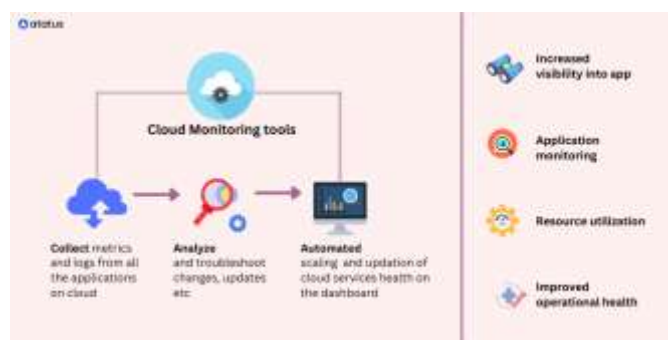 atatus
Cloud Monitoring tools
Collect metrics
and logs from all
the applications
on cloud
Analyze
and troubleshoot
changes, updates
etc
Automated
scaling and updation of
cloud services health on
the dashboard
Increased
visibility into app
Application
monitoring
Resource utilization
Improved
operational health